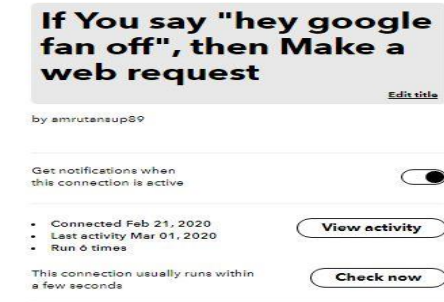 If You say "hey google
fan off", then Make a
web request
Edit title
by amrutansup89
Get notifications when
this connection is active
• Connected Feb 21, 2020
• Last activity Mar 01, 2020
• Run 6 times
View activity
This connection usually runs within
a few seconds
Check now